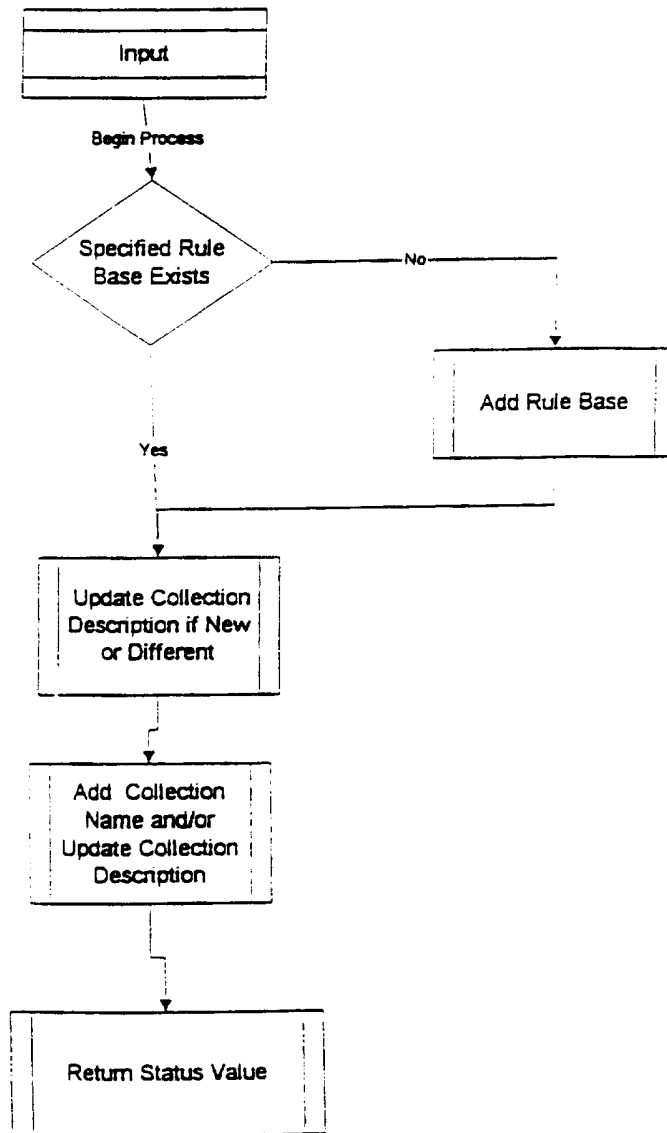 Input
Begin Process
Specified Rule
Base Exists
No
Add Rule Base
Yes
Update Collection
Description if New
or Different
Add Collection
Name and/or
Update Collection
Description
Return Status Value